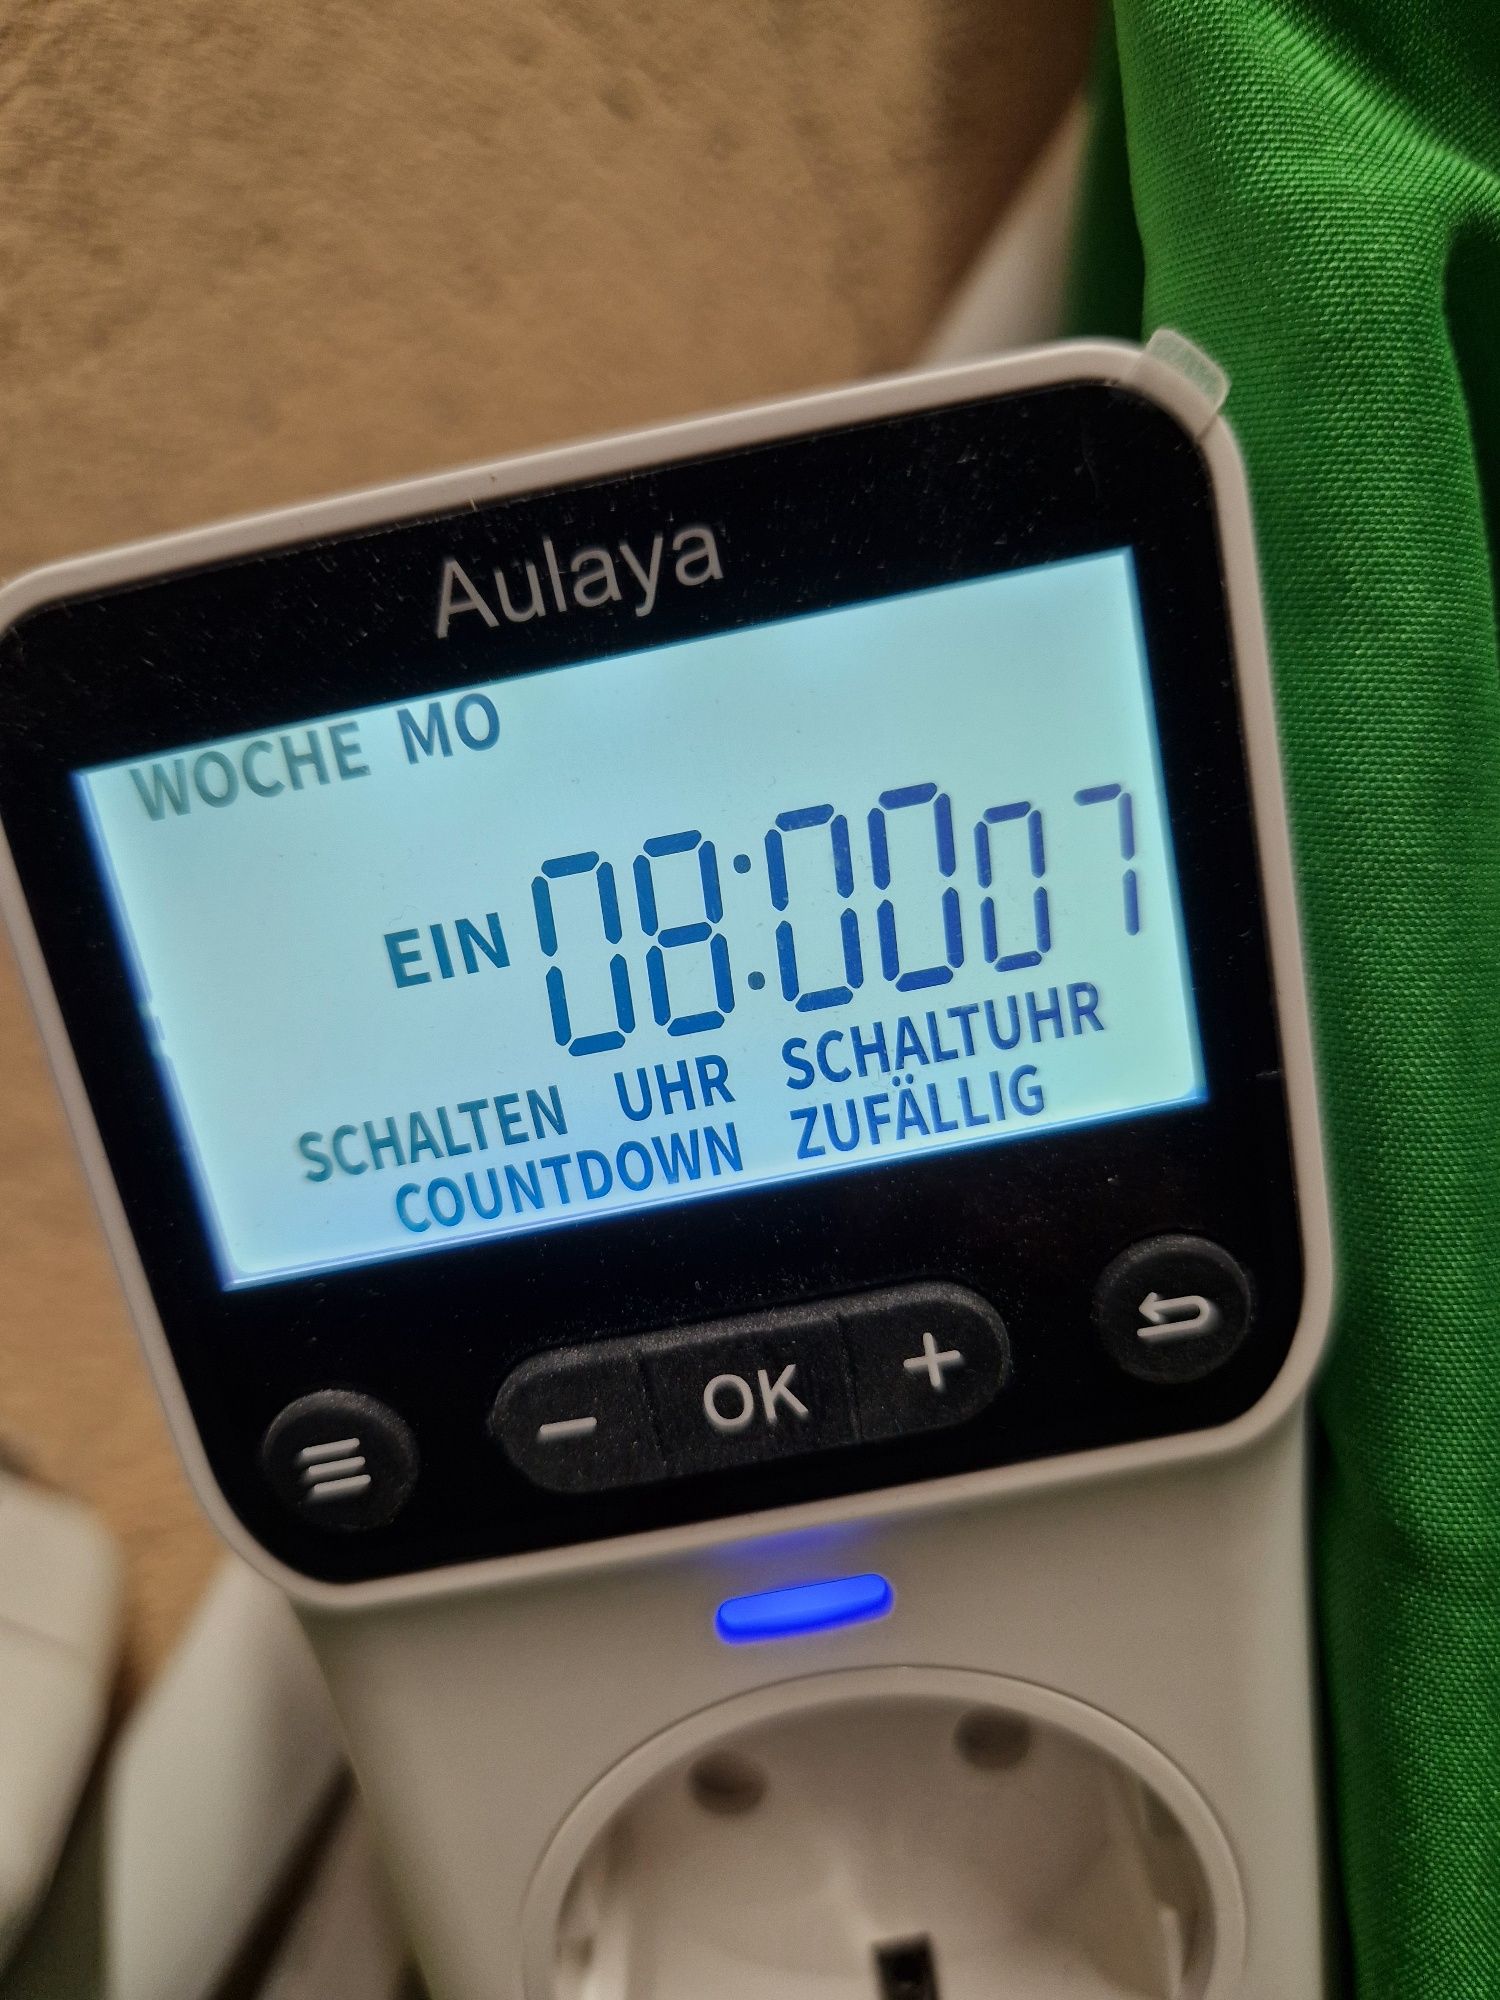 Aulaya
WOCHE MO
EIN 08:00 07
SCHALTEN UHR SCHALTUHR
COUNTDOWN ZUFÄLLIG
- OK +